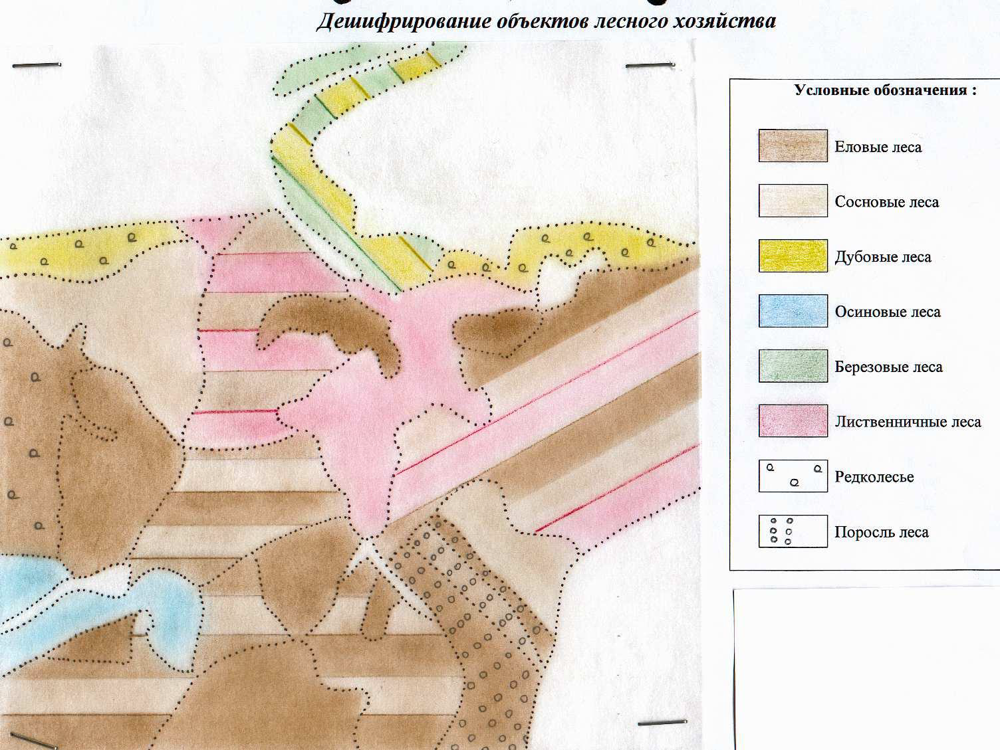 Дешифрирование объектов лесного хозяйства
Условные обозначения :
Еловые леса
Сосновые леса
Дубовые леса
Осиновые леса
Березовые леса
Лиственничные леса
Редколесье
Поросль леса